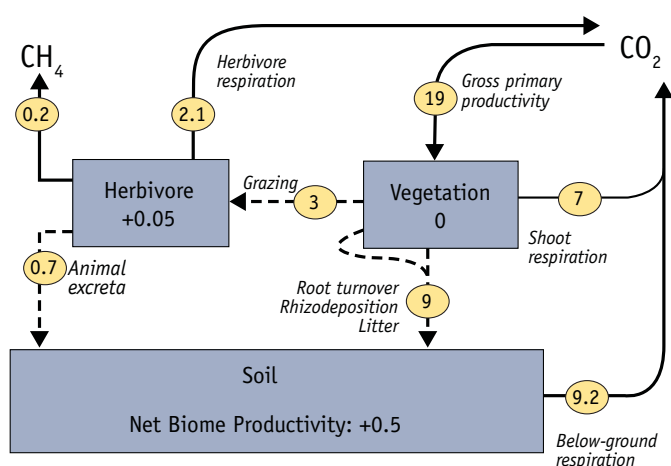 CH4
0.2
2.1
Herbivore
respiration
19
Gross primary
productivity
CO2
Herbivore
+0.05
Grazing
3
Vegetation
0
7
Shoot
respiration
0.7
Animal
excreta
Root turnover
Rhizodeposition
Litter
9
Soil
Net Biome Productivity: +0.5
9.2
Below-ground
respiration